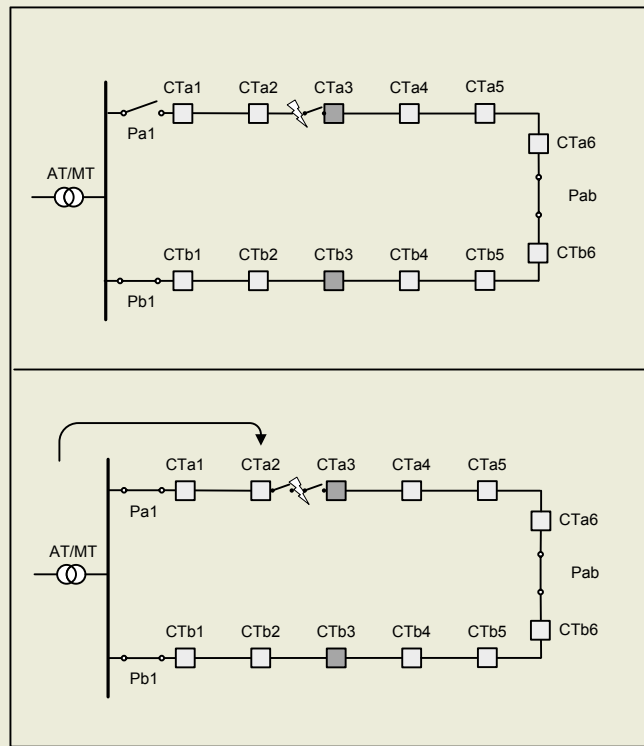 CTa1 CTa2 CTa3 CTa4 CTa5
Pa1
CTa6
AT/MT
Pab
CTb1 CTb2 CTb3 CTb4 CTb5 CTb6
Pb1
CTa1 CTa2 CTa3 CTa4 CTa5
Pa1
CTa6
AT/MT
Pab
CTb1 CTb2 CTb3 CTb4 CTb5 CTb6
Pb1